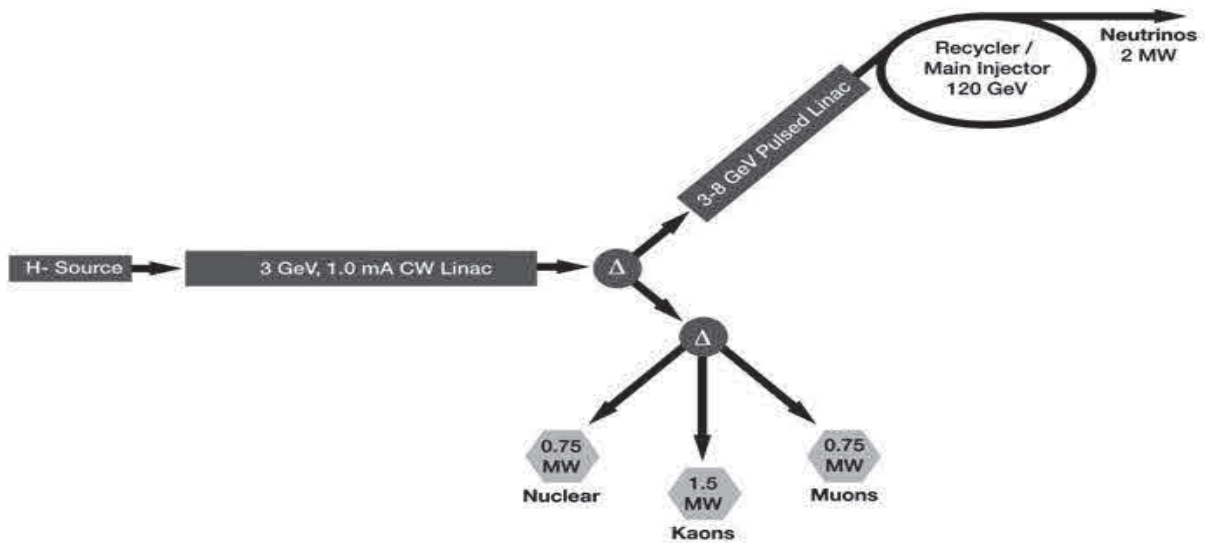 Neutrinos
2 MW
Recycler /
Main Injector
120 GeV
3-8 GeV Pulsed Linac
H- Source
3 GeV, 1.0 mA CW Linac
Δ
Δ
0.75
MW
Nuclear
1.5
MW
Kaons
0.75
MW
Muons